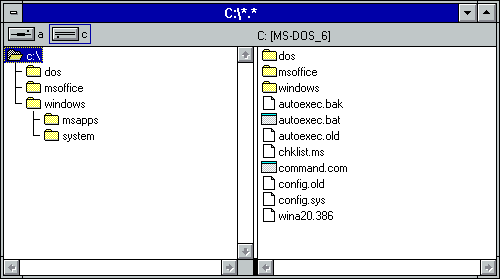 C:\*.*
a c C: [MS-DOS_6]
c:\
dos
msoffice
windows
msapps
system
dos
msoffice
windows
autoexec.bak
autoexec.bat
autoexec.old
chklist.ms
command.com
config.old
config.sys
wina20.386